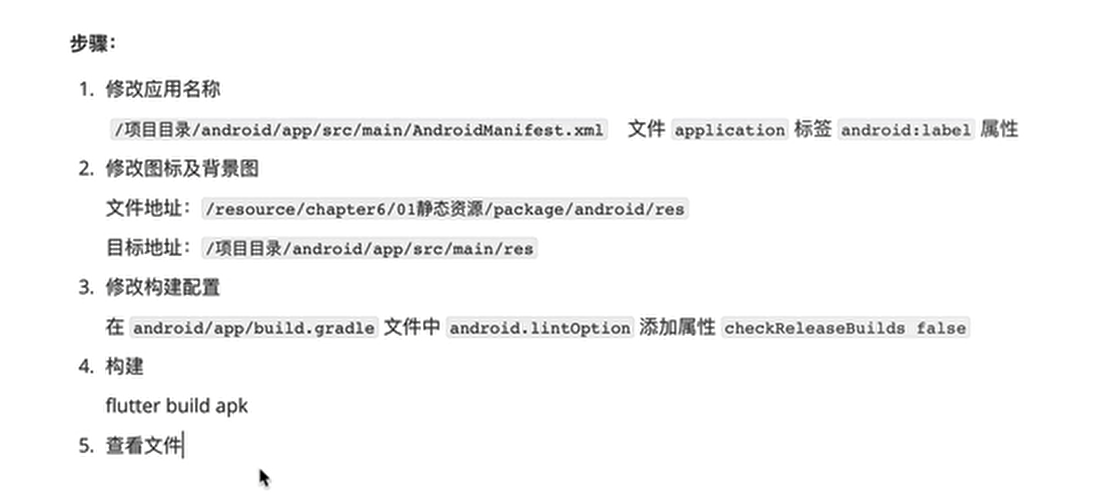 步骤：
1. 修改应用名称
/项目目录/android/app/src/main/AndroidManifest.xml 文件 application 标签 android:label 属性
2. 修改图标及背景图
文件地址：/resource/chapter6/01静态资源/package/android/res
目标地址：/项目目录/android/app/src/main/res
3. 修改构建配置
在 android/app/build.gradle 文件中 android.lintOption 添加属性 checkReleaseBuilds false
4. 构建
flutter build apk
5. 查看文件